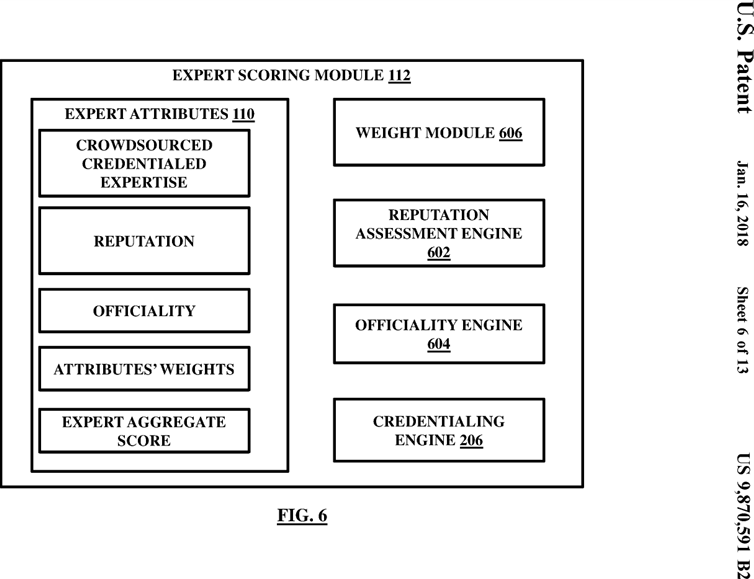 EXPERT SCORING MODULE 112
EXPERT ATTRIBUTES 110
CROWDSOURCED
CREDENTIALED
EXPERTISE
REPUTATION
OFFICIALITY
ATTRIBUTES' WEIGHTS
EXPERT AGGREGATE
SCORE
WEIGHT MODULE 606
REPUTATION
ASSESSMENT ENGINE
602
OFFICIALITY ENGINE
604
CREDENTIALING
ENGINE 206
FIG. 6
U.S. Patent Jan. 16, 2018 Sheet 6 of 13 US 9,870,591 B2